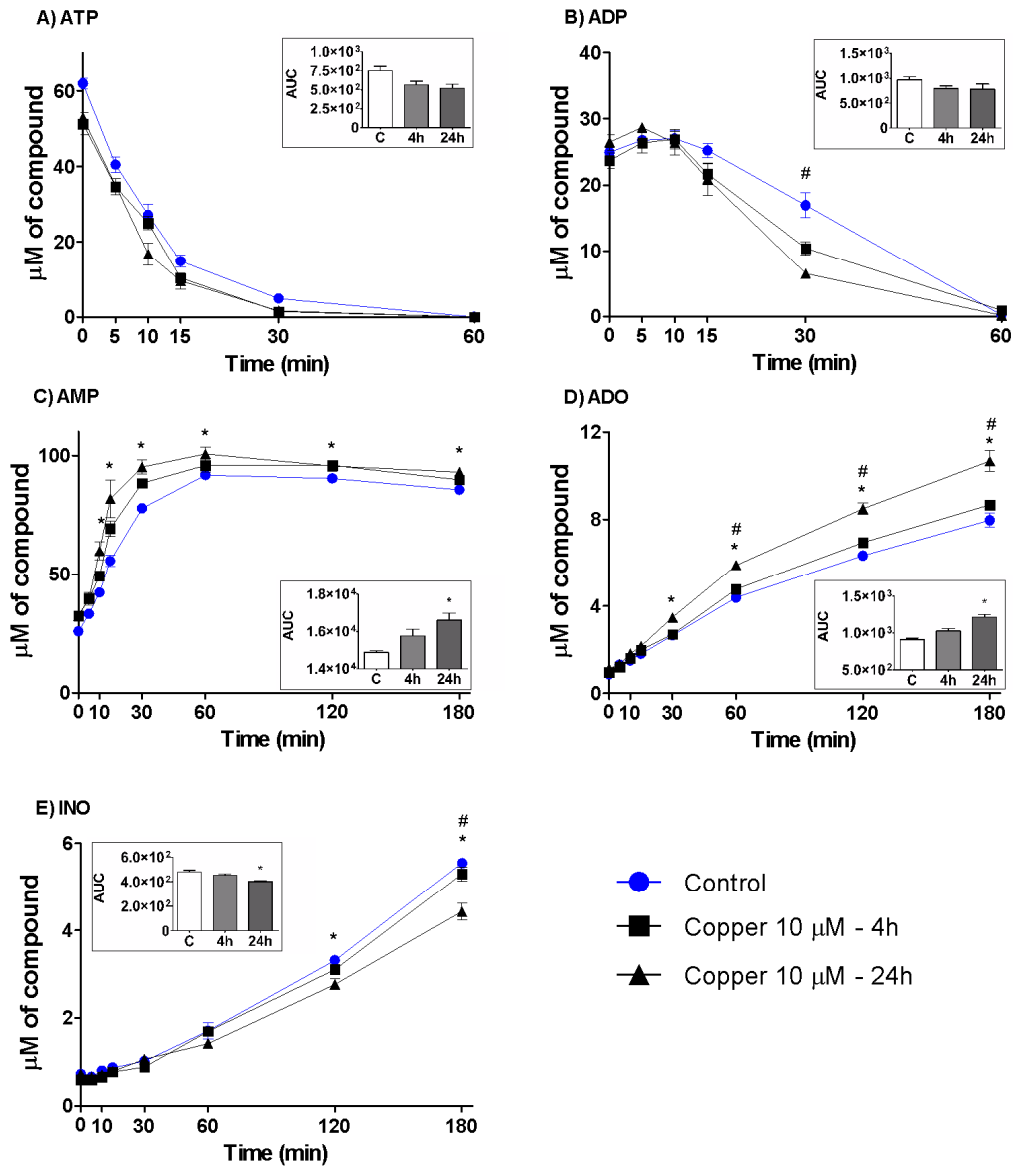 A) ATP
μM of compound
60
40
20
0
0 5 10 15 30 60
Time (min)
AUC
1.0×10³
7.5×10²
5.0×10²
2.5×10²
0
C 4h 24h
B) ADP
μM of compound
40
30
20
10
0
#
0 5 10 15 30 60
Time (min)
AUC
1.5×10³
1.0×10³
5.0×10²
0
C 4h 24h
C) AMP
μM of compound
100
50
0
* * * * * *
0 10 30 60 120 180
Time (min)
AUC
1.8×10⁴
1.6×10⁴
1.4×10⁴
*
C 4h 24h
D) ADO
μM of compound
12
8
4
0
# # #
* * * *
0 10 30 60 120 180
Time (min)
AUC
1.5×10³
1.0×10³
5.0×10²
*
C 4h 24h
E) INO
μM of compound
6
4
2
0
#
* *
0 10 30 60 120 180
Time (min)
AUC
6.0×10²
4.0×10²
2.0×10²
0
*
C 4h 24h
Control
Copper 10 μM - 4h
Copper 10 μM - 24h